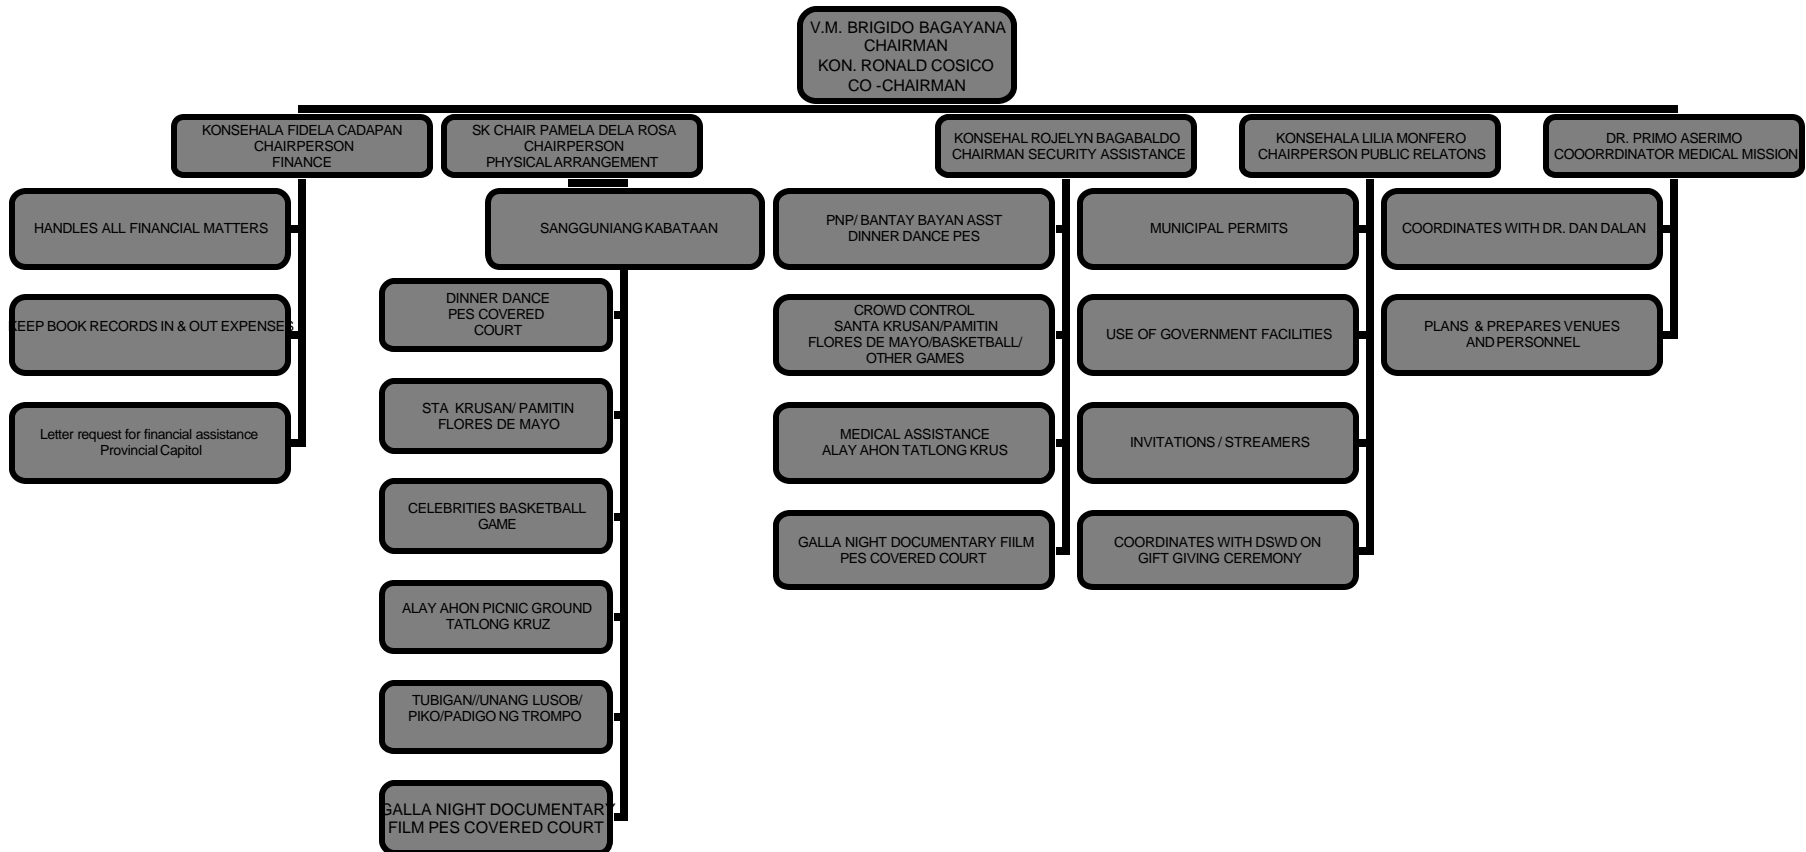 V.M. BRIGIDO BAGAYANA
CHAIRMAN
KON. RONALD COSICO
CO -CHAIRMAN
KONSEHALA FIDELA CADAPAN
CHAIRPERSON
FINANCE
HANDLES ALL FINANCIAL MATTERS
KEEP BOOK RECORDS IN & OUT EXPENSES
Letter request for financial assistance
Provincial Capitol
SK CHAIR PAMELA DELA ROSA
CHAIRPERSON
PHYSICAL ARRANGEMENT
SANGGUNIANG KABATAAN
DINNER DANCE
PES COVERED
COURT
STA KRUSAN/ PAMITIN
FLORES DE MAYO
CELEBRITIES BASKETBALL
GAME
ALAY AHON PICNIC GROUND
TATLONG KRUZ
TUBIGAN//UNANG LUSOB/
PIKO/PADIGO NG TROMPO
GALLA NIGHT DOCUMENTARY
FILM PES COVERED COURT
KONSEHAL ROJELYN BAGABALDO
CHAIRMAN SECURITY ASSISTANCE
PNP/ BANTAY BAYAN ASST
DINNER DANCE PES
CROWD CONTROL
SANTA KRUSAN/PAMITIN
FLORES DE MAYO/BASKETBALL/
OTHER GAMES
MEDICAL ASSISTANCE
ALAY AHON TATLONG KRUS
GALLA NIGHT DOCUMENTARY FIILM
PES COVERED COURT
KONSEHALA LILIA MONFERO
CHAIRPERSON PUBLIC RELATONS
MUNICIPAL PERMITS
USE OF GOVERNMENT FACILITIES
INVITATIONS / STREAMERS
COORDINATES WITH DSWD ON
GIFT GIVING CEREMONY
DR. PRIMO ASERIMO
COOORRDINATOR MEDICAL MISSION
COORDINATES WITH DR. DAN DALAN
PLANS & PREPARES VENUES
AND PERSONNEL